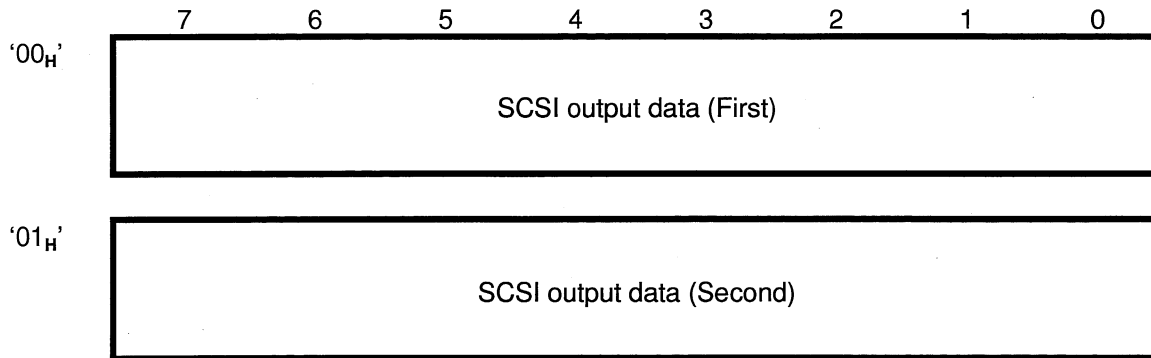 7 6 5 4 3 2 1 0
‘00H’
SCSI output data (First)
‘01H’
SCSI output data (Second)